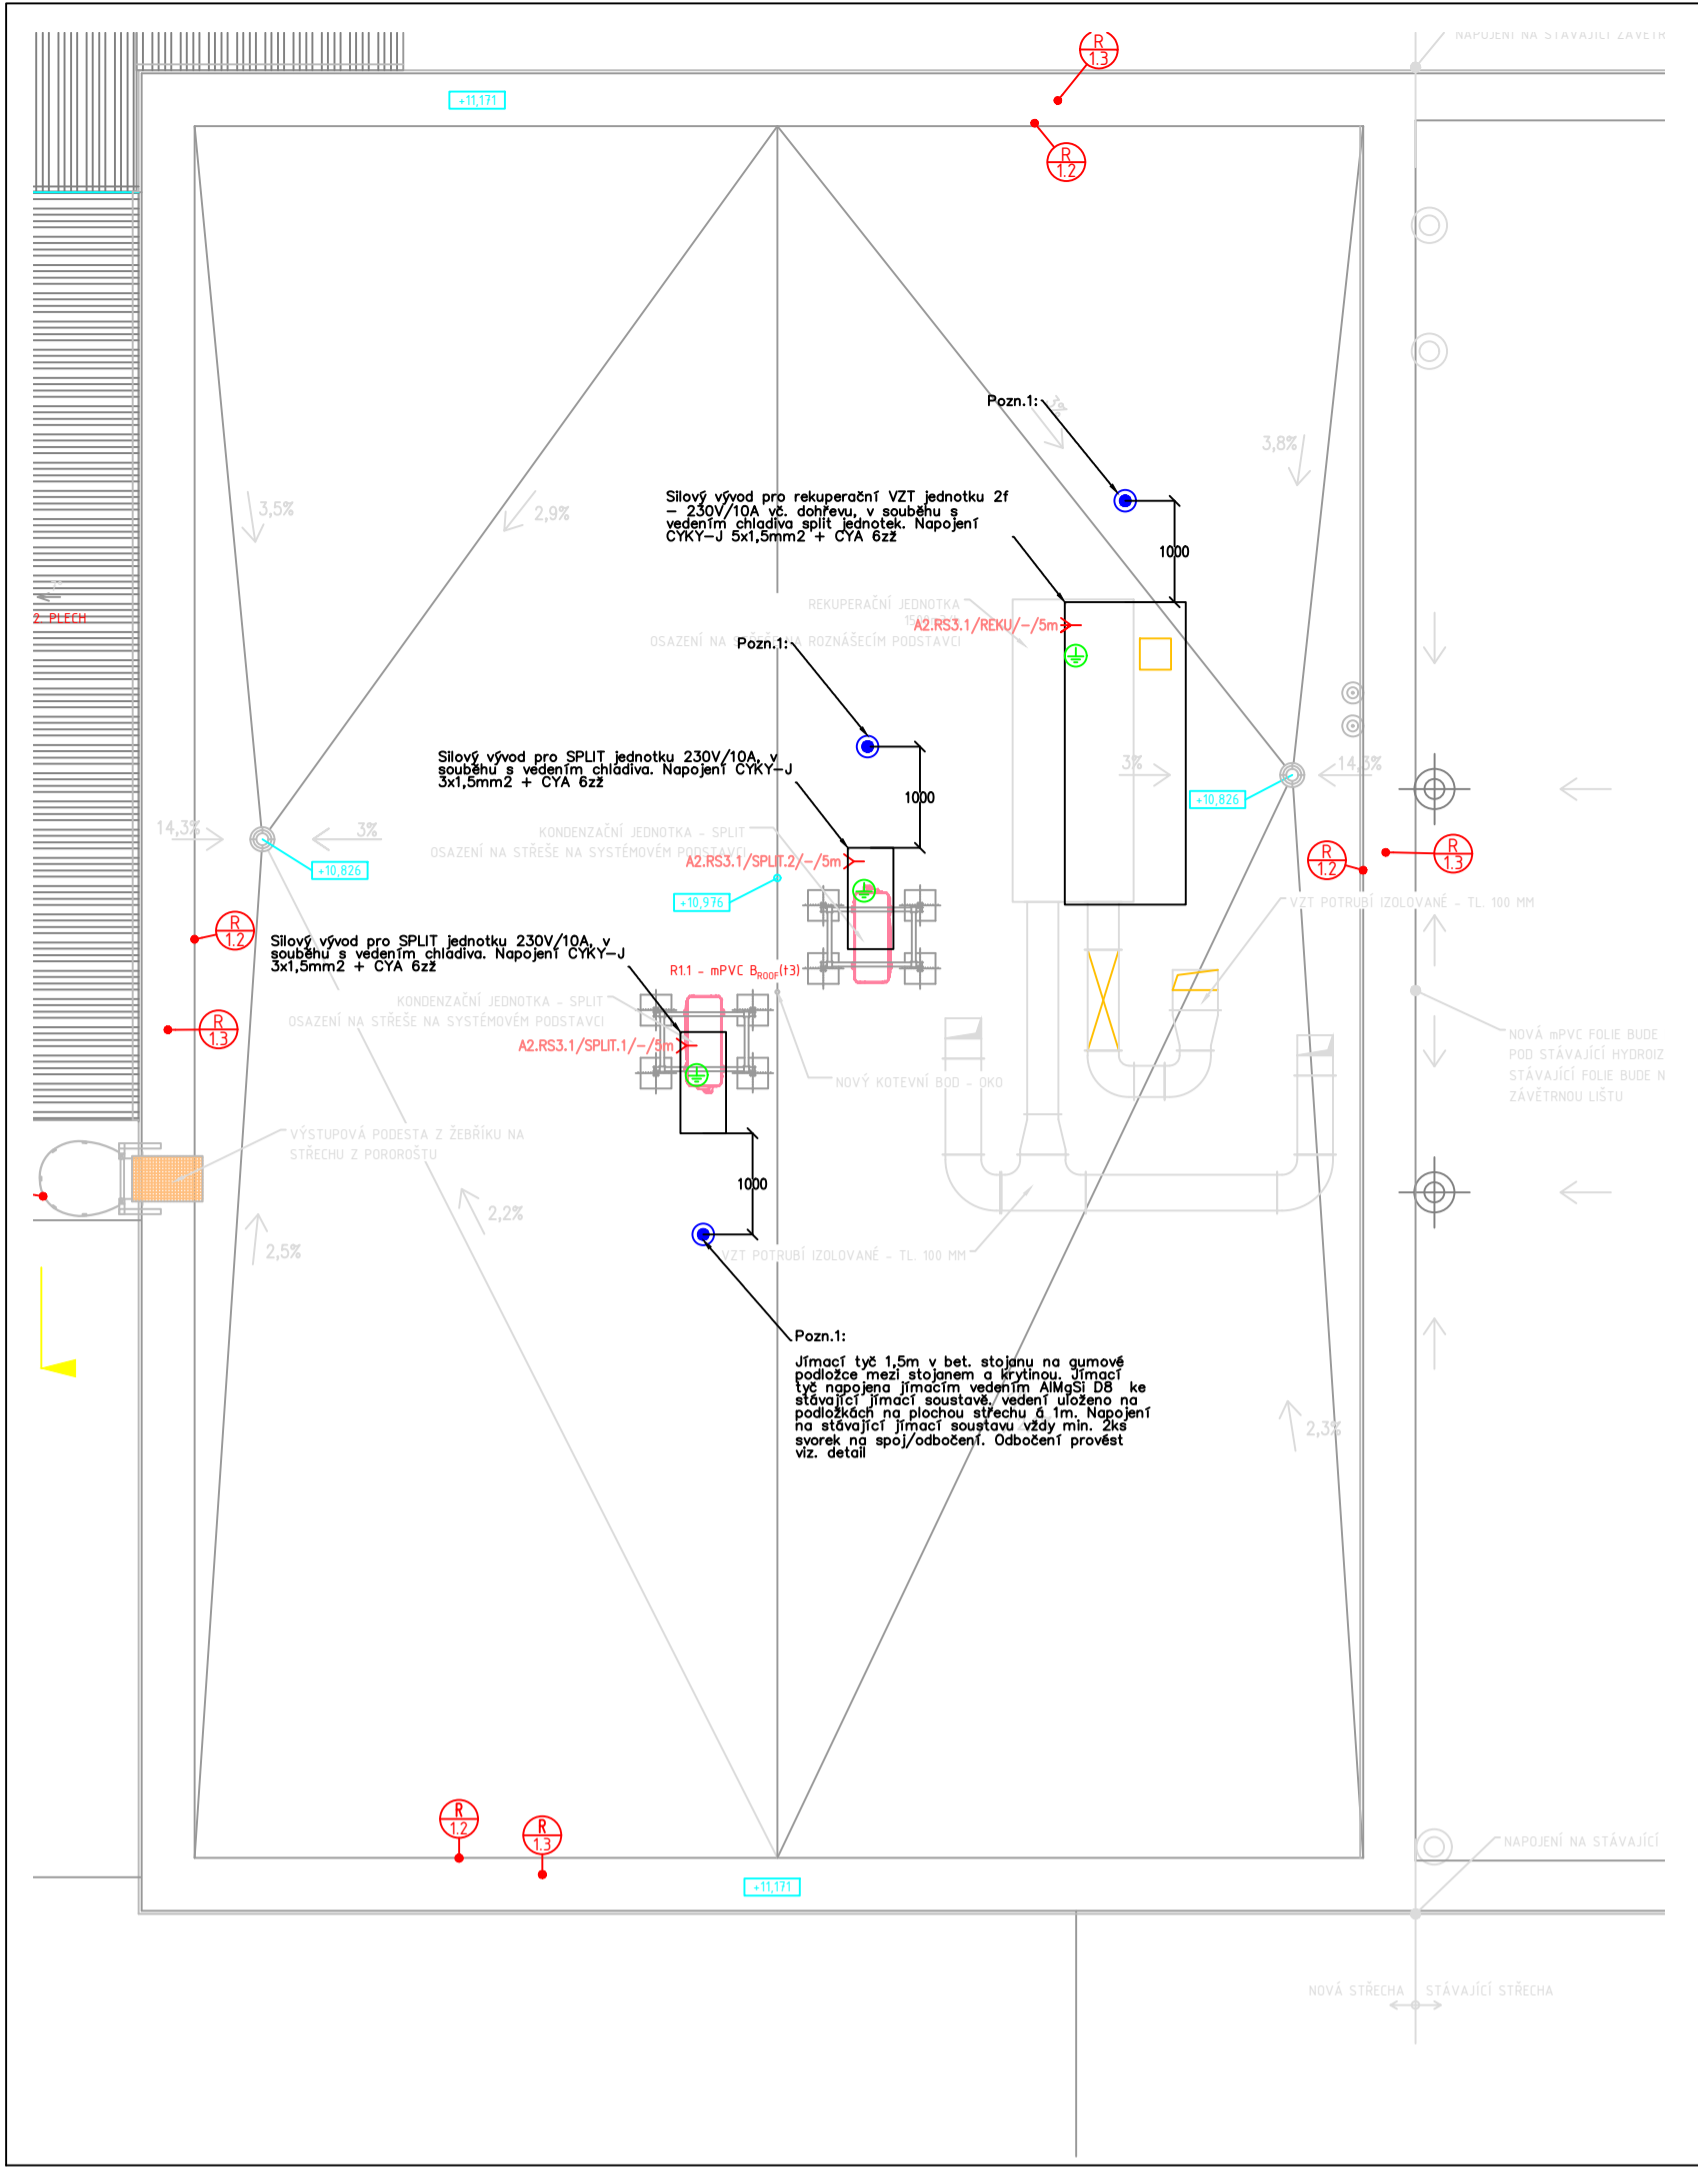 NAPOJENÍ NA STÁVAJÍCÍ ZÁVĚTR
R
1.3
+11,171
R
1.2
Pozn.1:
3%
3,8%
3,5%
2,9%
Silový vývod pro rekuperační VZT jednotku 2f
– 230V/10A vč. dohřevu, v souběhu s
vedením chladiva split jednotek. Napojení
CYKY–J 5x1,5mm2 + CYA 6zž
1000
2. PLECH
REKUPERAČNÍ JEDNOTKA
A2.RS3.1/REKU/–/5m
OSAZENÍ NA STŘEŠE NA ROZNÁŠECÍM PODSTAVCI
Pozn.1:
Silový vývod pro SPLIT jednotku 230V/10A, v
souběhu s vedením chladiva. Napojení CYKY–J
3x1,5mm2 + CYA 6zž
1000
3%
14,3%
+10,826
14,3%
3%
KONDENZAČNÍ JEDNOTKA - SPLIT
OSAZENÍ NA STŘEŠE NA SYSTÉMOVÉM PODSTAVCI
A2.RS3.1/SPLIT.2/–/5m
+10,826
R
1.2
R
1.3
+10,976
VZT POTRUBÍ IZOLOVANÉ - TL. 100 MM
R
1.2
Silový vývod pro SPLIT jednotku 230V/10A, v
souběhu s vedením chladiva. Napojení CYKY–J
3x1,5mm2 + CYA 6zž
R1.1 - mPVC BROOF(t3)
KONDENZAČNÍ JEDNOTKA - SPLIT
OSAZENÍ NA STŘEŠE NA SYSTÉMOVÉM PODSTAVCI
R
1.3
A2.RS3.1/SPLIT.1/–/5m
NOVÝ KOTEVNÍ BOD - OKO
NOVÁ mPVC FOLIE BUDE
POD STÁVAJÍCÍ HYDROIZ
STÁVAJÍCÍ FOLIE BUDE N
ZÁVĚTRNOU LIŠTU
VÝSTUPOVÁ PODESTA Z ŽEBŘÍKU NA
STŘECHU Z POROROŠTU
1000
2,2%
2,5%
VZT POTRUBÍ IZOLOVANÉ - TL. 100 MM
Pozn.1:
Jímací tyč 1,5m v bet. stojanu na gumové
podložce mezi stojanem a krytinou. Jímací
tyč napojena jímacím vedením AlMgSi D8 ke
stávající jímací soustavě. vedení uloženo na
podložkách na plochou střechu á 1m. Napojení
na stávající jímací soustavu vždy min. 2ks
svorek na spoj/odbočení. Odbočení provést
viz. detail
2,3%
R
1.2
R
1.3
NAPOJENÍ NA STÁVAJÍCÍ
+11,171
NOVÁ STŘECHA
STÁVAJÍCÍ STŘECHA